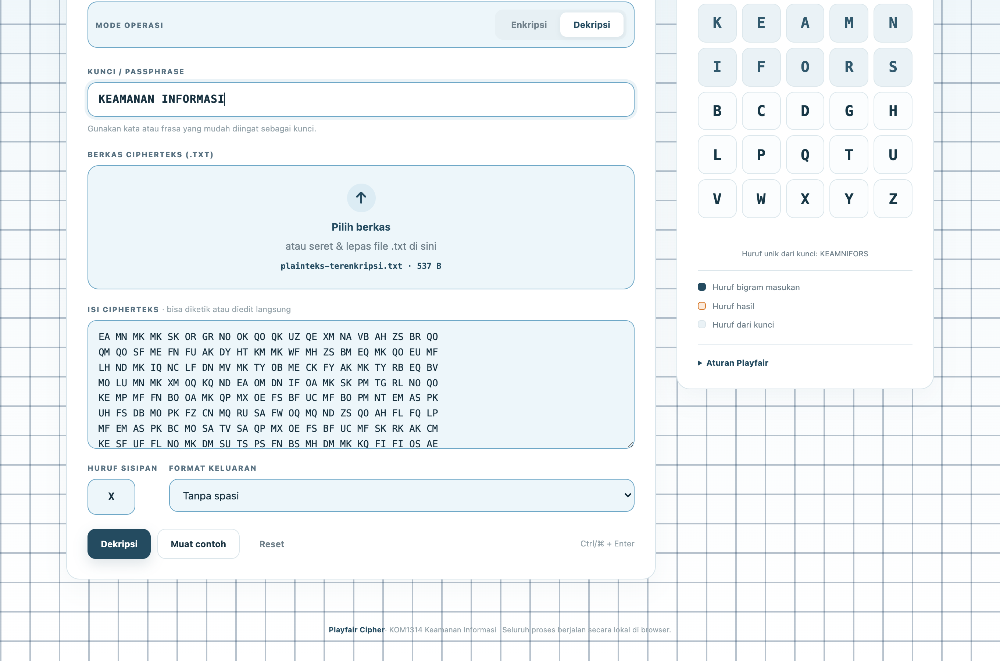 MODE OPERASI
Enkripsi
Dekripsi
KUNCI / PASSPHRASE
KEAMANAN INFORMASI
Gunakan kata atau frasa yang mudah diingat sebagai kunci.
BERKAS CIPHERTEKS (.TXT)
Pilih berkas
atau seret & lepas file .txt di sini
plainteks-terenkripsi.txt · 537 B
ISI CIPHERTEKS · bisa diketik atau diedit langsung
EA MN MK MK SK OR GR NO OK QO QK UZ QE XM NA VB AH ZS BR QO
QM QO SF ME FN FU AK DY HT KM MK WF MH ZS BM EQ MK QO EU MF
LH ND MK IQ NC LF DN MV MK TY OB ME CK FY AK MK TY RB EQ BV
MO LU MN MK XM OQ KQ ND EA OM DN IF OA MK SK PM TG RL NO QO
KE MP MF FN BO OA MK QP MX OE FS BF UC MF BO PM NT EM AS PK
UH FS DB MO PK FZ CN MQ RU SA FW OQ MQ ND ZS QO AH FL FQ LP
MF EM AS PK BC MO SA TV SA QP MX OE FS BF UC MF SK RK AK CM
KE SF UF FL NO MK DM SU TS PS FN BS MH DM MK KQ FI FI OS AE
HURUF SISIPAN
FORMAT KELUARAN
X
Tanpa spasi
Dekripsi
Muat contoh
Reset
Ctrl/⌘ + Enter
K E A M N
I F O R S
B C D G H
L P Q T U
V W X Y Z
Huruf unik dari kunci: KEAMNIFORS
Huruf bigram masukan
Huruf hasil
Huruf dari kunci
Aturan Playfair
Playfair Cipher · KOM1314 Keamanan Informasi Seluruh proses berjalan secara lokal di browser.